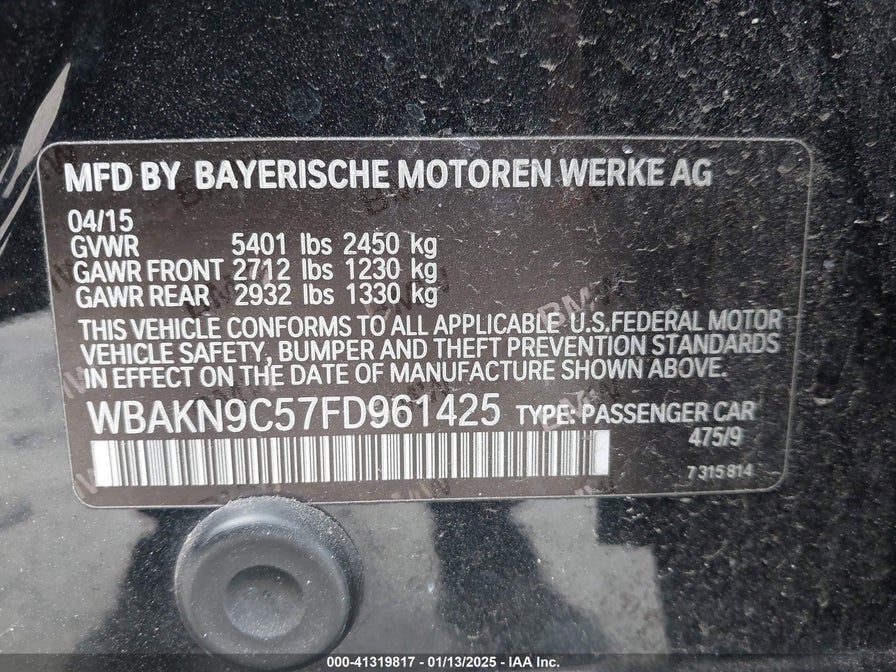 MFD BY BAYERISCHE MOTOREN WERKE AG
04/15
GVWR 5401 lbs 2450 kg
GAWR FRONT 2712 lbs 1230 kg
GAWR REAR 2932 lbs 1330 kg
THIS VEHICLE CONFORMS TO ALL APPLICABLE U.S.FEDERAL MOTOR
VEHICLE SAFETY, BUMPER AND THEFT PREVENTION STANDARDS
IN EFFECT ON THE DATE OF MANUFACTURE SHOWN ABOVE.
WBAKN9C57FD961425 TYPE: PASSENGER CAR
475/9
7 315 814
000-41319817 - 01/13/2025 - IAA Inc.